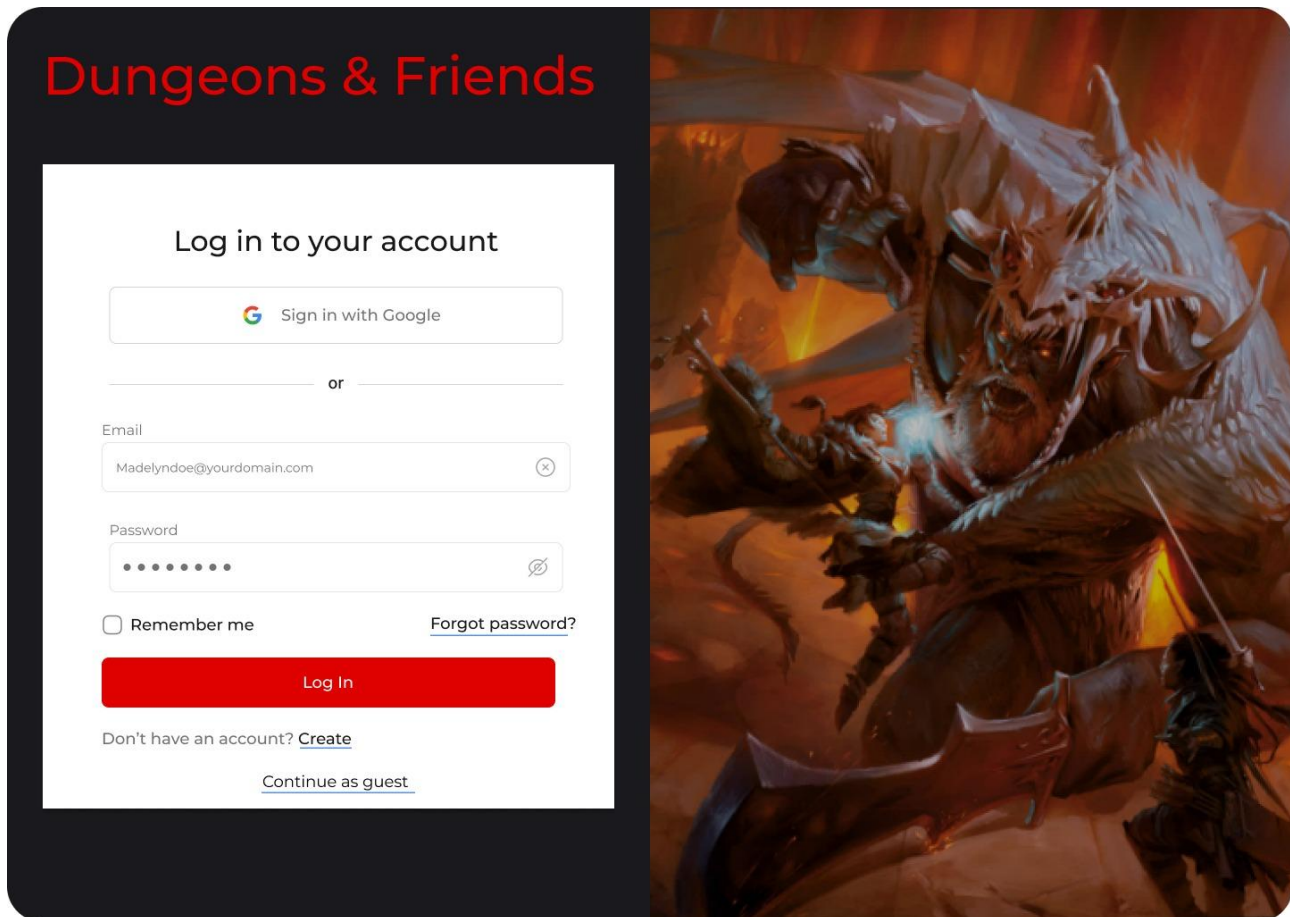 Dungeons & Friends
Log in to your account
Sign in with Google
or
Email
Madelyndoe@yourdomain.com
Password
Remember me
Forgot password?
Log In
Don't have an account? Create
Continue as guest